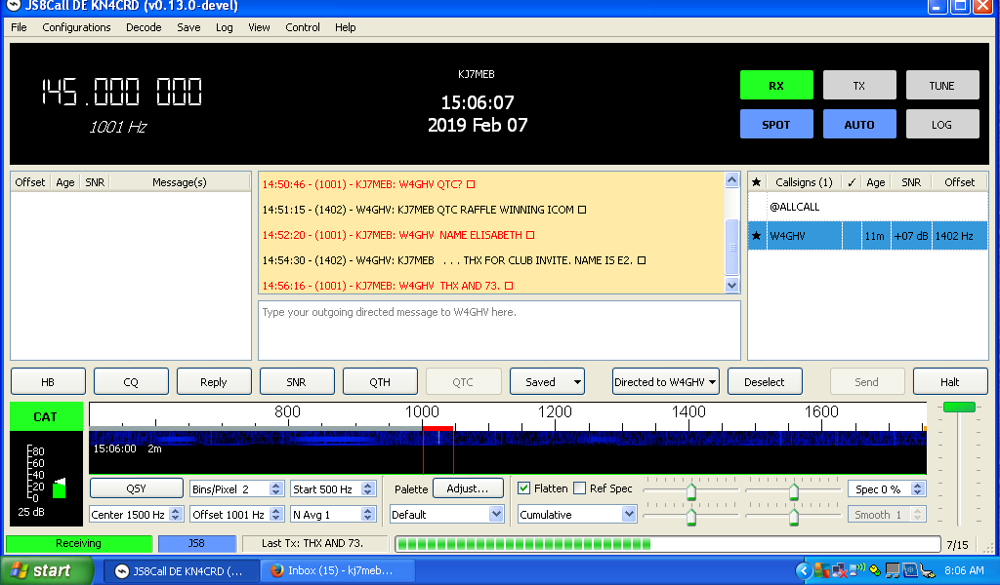 JS8Call DE KN4CRD (v0.13.0-devel)
File Configurations Decode Save Log View Control Help
145.000 000
1001 Hz
KJ7MEB
15:06:07
2019 Feb 07
RX TX TUNE
SPOT AUTO LOG
Offset Age SNR Message(s)
14:50:46 - (1001) - KJ7MEB: W4GHV QTC? □
14:51:15 - (1402) - W4GHV: KJ7MEB QTC RAFFLE WINNING ICOM □
14:52:20 - (1001) - KJ7MEB: W4GHV  NAME ELISABETH □
14:54:30 - (1402) - W4GHV: KJ7MEB   . . . THX FOR CLUB INVITE. NAME IS E2. □
14:56:16 - (1001) - KJ7MEB: W4GHV  THX AND 73. □
Type your outgoing directed message to W4GHV here.
★ Callsigns (1) ✓ Age SNR Offset
@ALLCALL
★ W4GHV 11m +07 dB 1402 Hz
HB CQ Reply SNR QTH QTC Saved Directed to W4GHV Deselect Send Halt
CAT
80
60
40
20
0
25 dB
800 1000 1200 1400 1600
15:06:00 2m
QSY Bins/Pixel 2 Start 500 Hz Palette Adjust... Flatten Ref Spec Spec 0 %
Center 1500 Hz Offset 1001 Hz N Avg 1 Default Cumulative Smooth 1
Receiving JS8 Last Tx: THX AND 73. 7/15
start JS8Call DE KN4CRD (... Inbox (15) - kj7meb... 8:06 AM